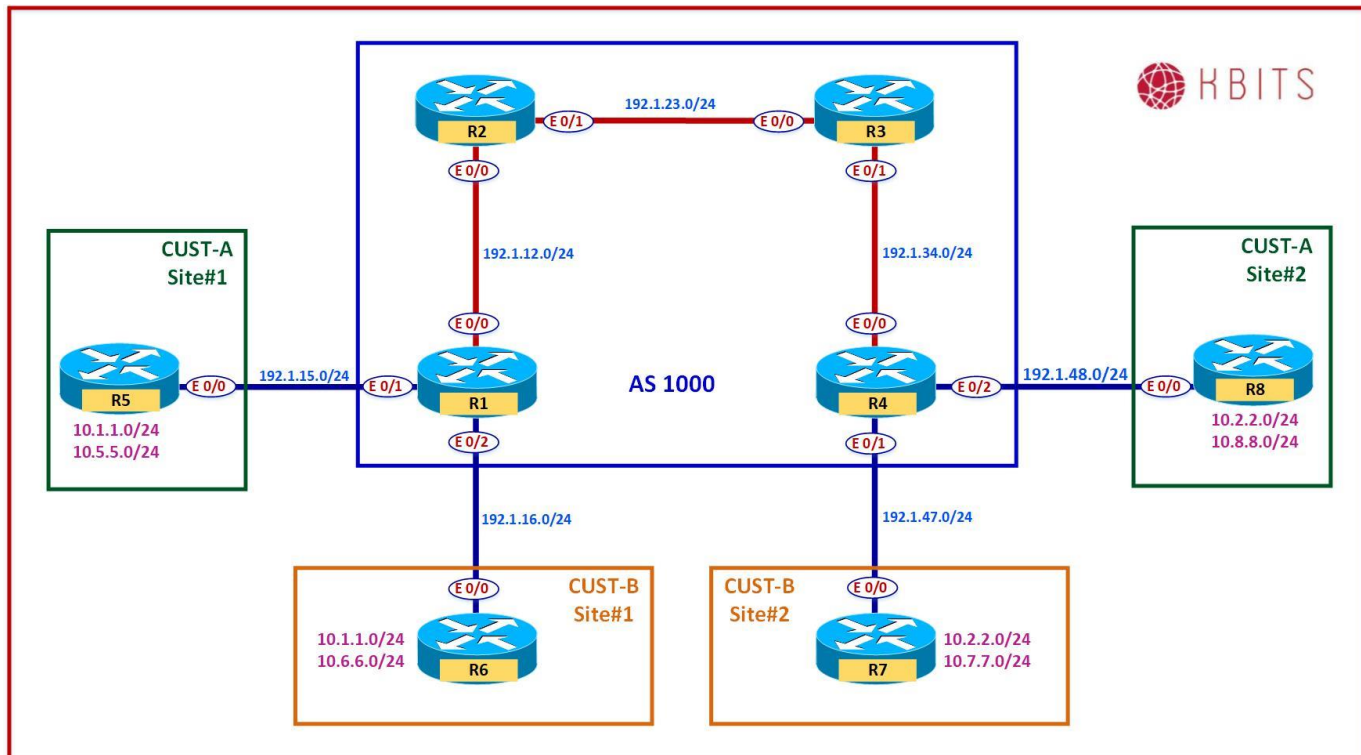 KBITS
R2
E 0/1
192.1.23.0/24
E 0/0
R3
E 0/0
E 0/1
192.1.12.0/24
192.1.34.0/24
CUST-A
Site#1
CUST-A
Site#2
E 0/0
E 0/0
R5
E 0/0
192.1.15.0/24
E 0/1
R1
AS 1000
R4
E 0/2
192.1.48.0/24
E 0/0
R8
10.1.1.0/24
10.5.5.0/24
10.2.2.0/24
10.8.8.0/24
E 0/2
E 0/1
192.1.16.0/24
192.1.47.0/24
CUST-B
Site#1
CUST-B
Site#2
E 0/0
E 0/0
10.1.1.0/24
10.6.6.0/24
R6
R7
10.2.2.0/24
10.7.7.0/24